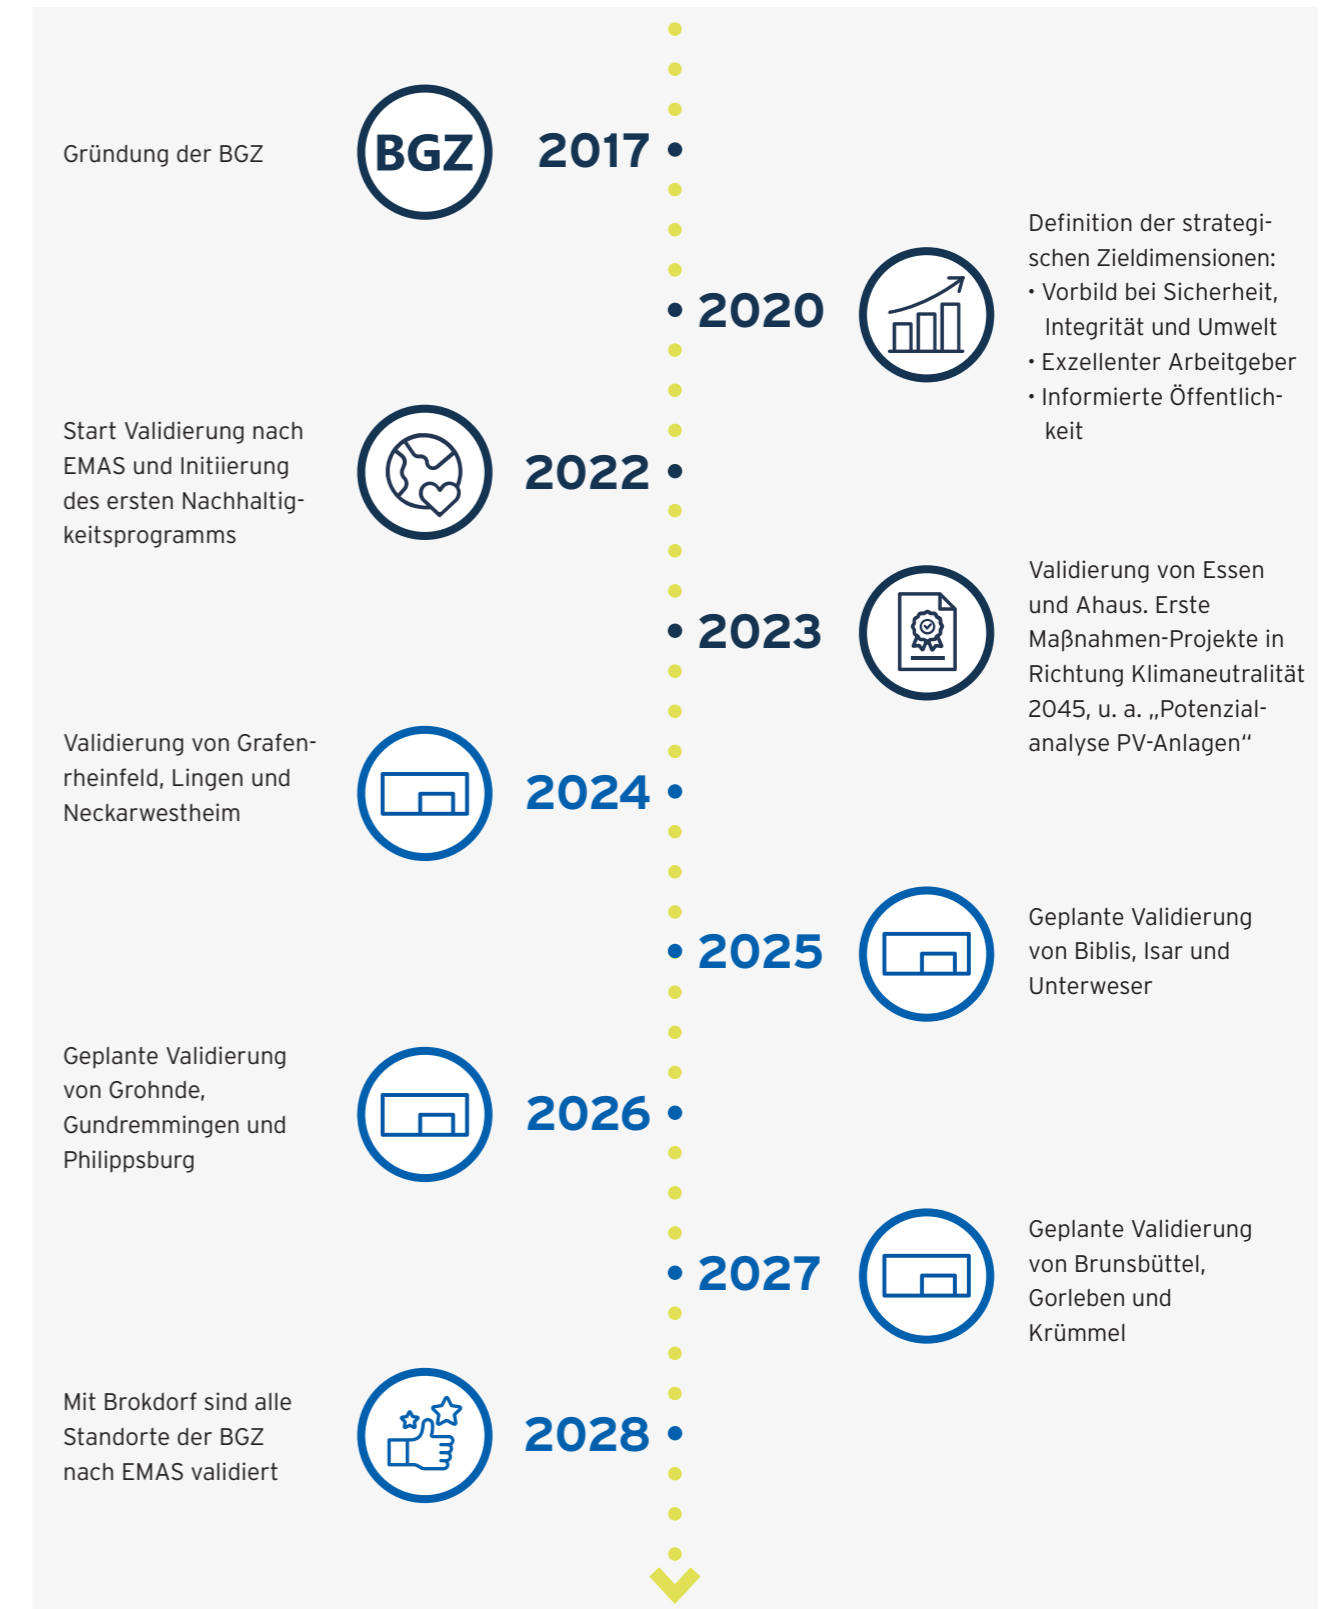 Gründung der BGZ
BGZ
2017
2020
Definition der strategi-
schen Zieldimensionen:
• Vorbild bei Sicherheit,
Integrität und Umwelt
• Exzellenter Arbeitgeber
• Informierte Öffentlich-
keit
Start Validierung nach
EMAS und Initiierung
des ersten Nachhaltig-
keitsprogramms
2022
2023
Validierung von Essen
und Ahaus. Erste
Maßnahmen-Projekte in
Richtung Klimaneutralität
2045, u. a. „Potenzial-
analyse PV-Anlagen“
Validierung von Grafen-
rheinfeld, Lingen und
Neckarwestheim
2024
2025
Geplante Validierung
von Biblis, Isar und
Unterweser
Geplante Validierung
von Grohnde,
Gundremmingen und
Philippsburg
2026
2027
Geplante Validierung
von Brunsbüttel,
Gorleben und
Krümmel
Mit Brokdorf sind alle
Standorte der BGZ
nach EMAS validiert
2028